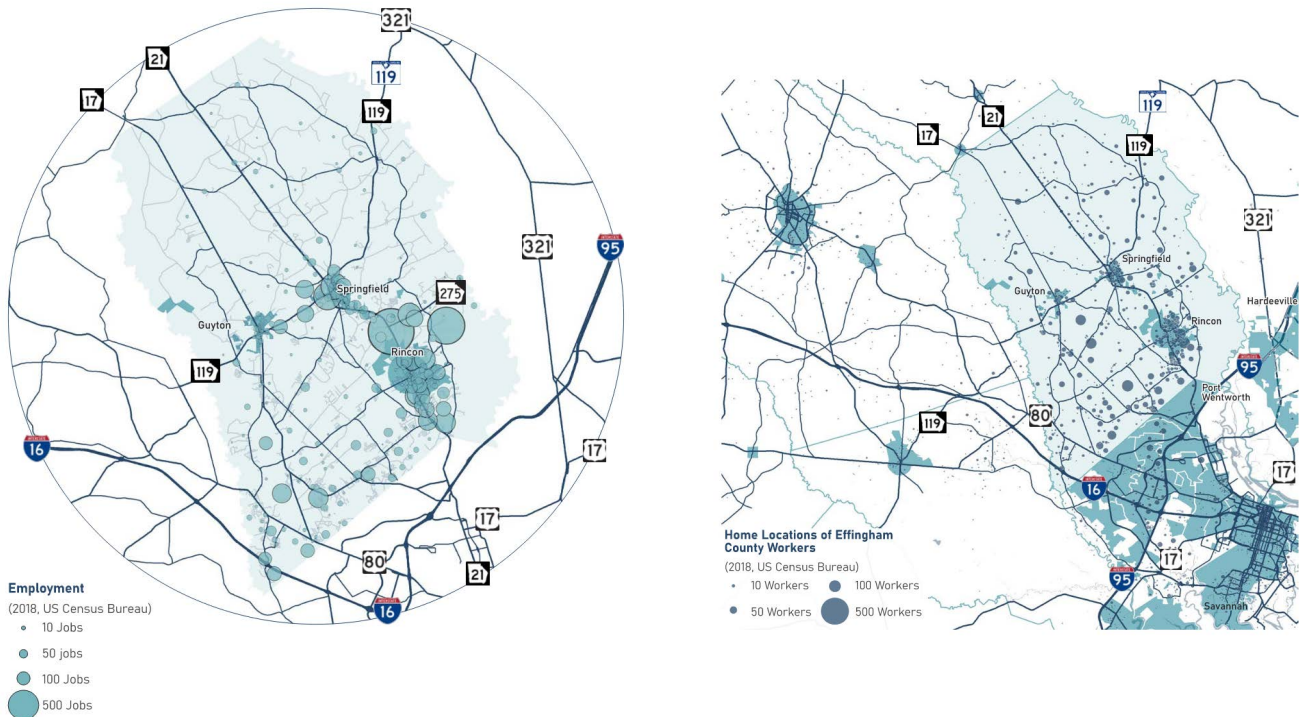 321
21
119
17
119
Springfield
275
321
95
Guyton
Rincon
119
16
17
17
80
21
16
Employment
(2018, US Census Bureau)
10 Jobs
50 jobs
100 Jobs
500 Jobs
119
21
17
119
321
Springfield
Guyton
Hardeeville
Rincon
95
Port
Wentworth
80
119
17
16
Home Locations of Effingham
County Workers
(2018, US Census Bureau)
17
95
10 Workers
100 Workers
50 Workers
500 Workers
Savannah